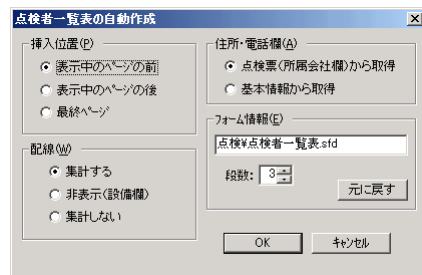 点検者一覧表の自動作成
挿入位置(P)
表示中のページの前
表示中のページの後
最終ページ
配線(W)
集計する
非表示(設備欄)
集計しない
住所・電話欄(A)
点検票(所属会社欄)から取得
基本情報から取得
フォーム情報(E)
点検¥点検者一覧表.sfd
段数: 3
元に戻す
OK
キャンセル